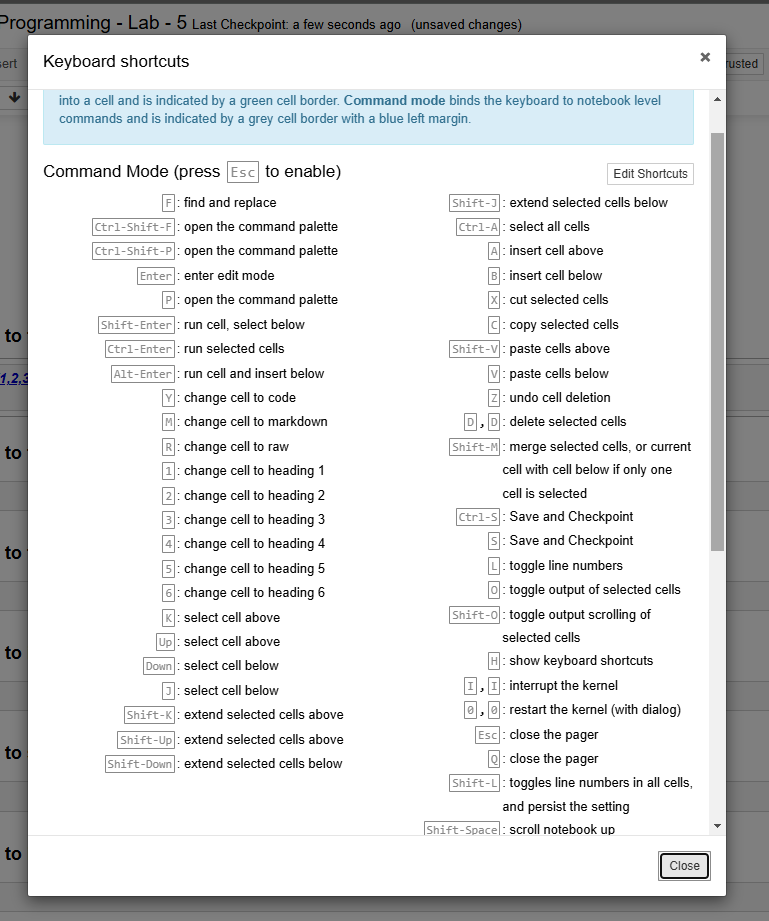 Programming - Lab - 5 Last Checkpoint: a few seconds ago (unsaved changes)
ert
rusted
Keyboard shortcuts
×
into a cell and is indicated by a green cell border. Command mode binds the keyboard to notebook level
commands and is indicated by a grey cell border with a blue left margin.
Command Mode (press Esc to enable)
Edit Shortcuts
F : find and replace
Ctrl-Shift-F : open the command palette
Ctrl-Shift-P : open the command palette
Enter : enter edit mode
P : open the command palette
Shift-Enter : run cell, select below
Ctrl-Enter : run selected cells
Alt-Enter : run cell and insert below
Y : change cell to code
M : change cell to markdown
R : change cell to raw
1 : change cell to heading 1
2 : change cell to heading 2
3 : change cell to heading 3
4 : change cell to heading 4
5 : change cell to heading 5
6 : change cell to heading 6
K : select cell above
Up : select cell above
Down : select cell below
J : select cell below
Shift-K : extend selected cells above
Shift-Up : extend selected cells above
Shift-Down : extend selected cells below
Shift-J : extend selected cells below
Ctrl-A : select all cells
A : insert cell above
B : insert cell below
X : cut selected cells
C : copy selected cells
Shift-V : paste cells above
V : paste cells below
Z : undo cell deletion
D , D : delete selected cells
Shift-M : merge selected cells, or current
cell with cell below if only one
cell is selected
Ctrl-S : Save and Checkpoint
S : Save and Checkpoint
L : toggle line numbers
O : toggle output of selected cells
Shift-O : toggle output scrolling of
selected cells
H : show keyboard shortcuts
I , I : interrupt the kernel
0 , 0 : restart the kernel (with dialog)
Esc : close the pager
Q : close the pager
Shift-L : toggles line numbers in all cells,
and persist the setting
Shift-Space : scroll notebook up
Close
to
1,2,3
to
to
to
to
to